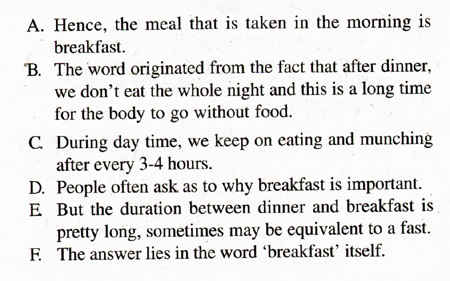 A. Hence, the meal that is taken in the morning is
breakfast.
B. The word originated from the fact that after dinner,
we don't eat the whole night and this is a long time
for the body to go without food.
C. During day time, we keep on eating and munching
after every 3-4 hours.
D. People often ask as to why breakfast is important.
E. But the duration between dinner and breakfast is
pretty long, sometimes may be equivalent to a fast.
F. The answer lies in the word 'breakfast' itself.